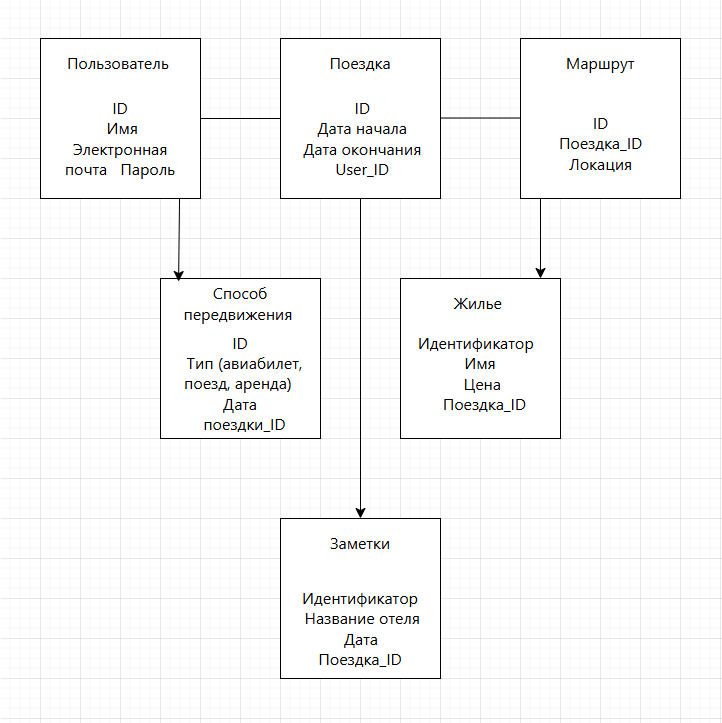 Пользователь
ID
Имя
Электронная
почта Пароль
Поездка
ID
Дата начала
Дата окончания
User_ID
Маршрут
ID
Поездка_ID
Локация
Способ
передвижения
ID
Тип (авиабилет,
поезд, аренда)
Дата
поездки_ID
Жилье
Идентификатор
Имя
Цена
Поездка_ID
Заметки
Идентификатор
Название отеля
Дата
Поездка_ID